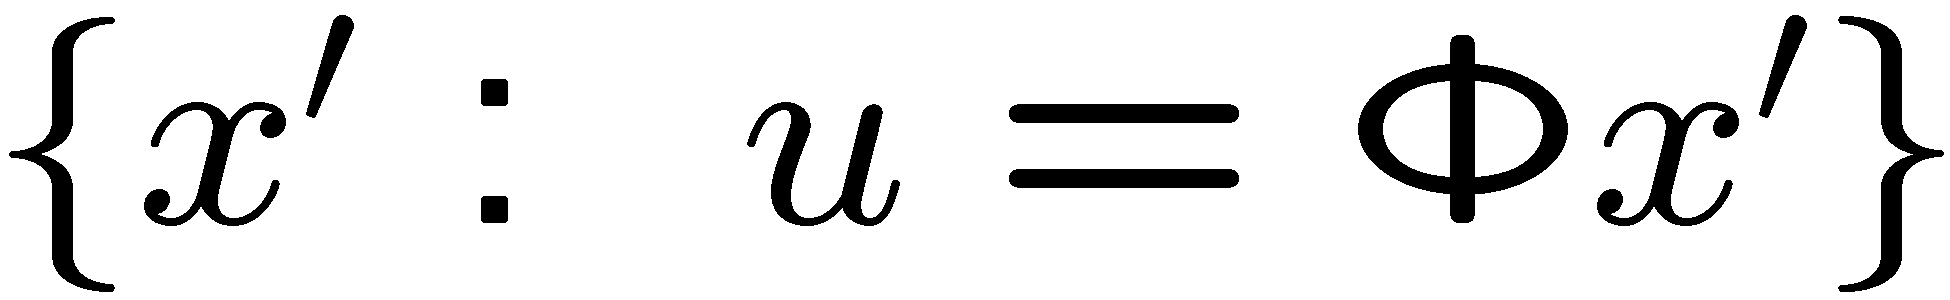 {x′ : u = Φx′}